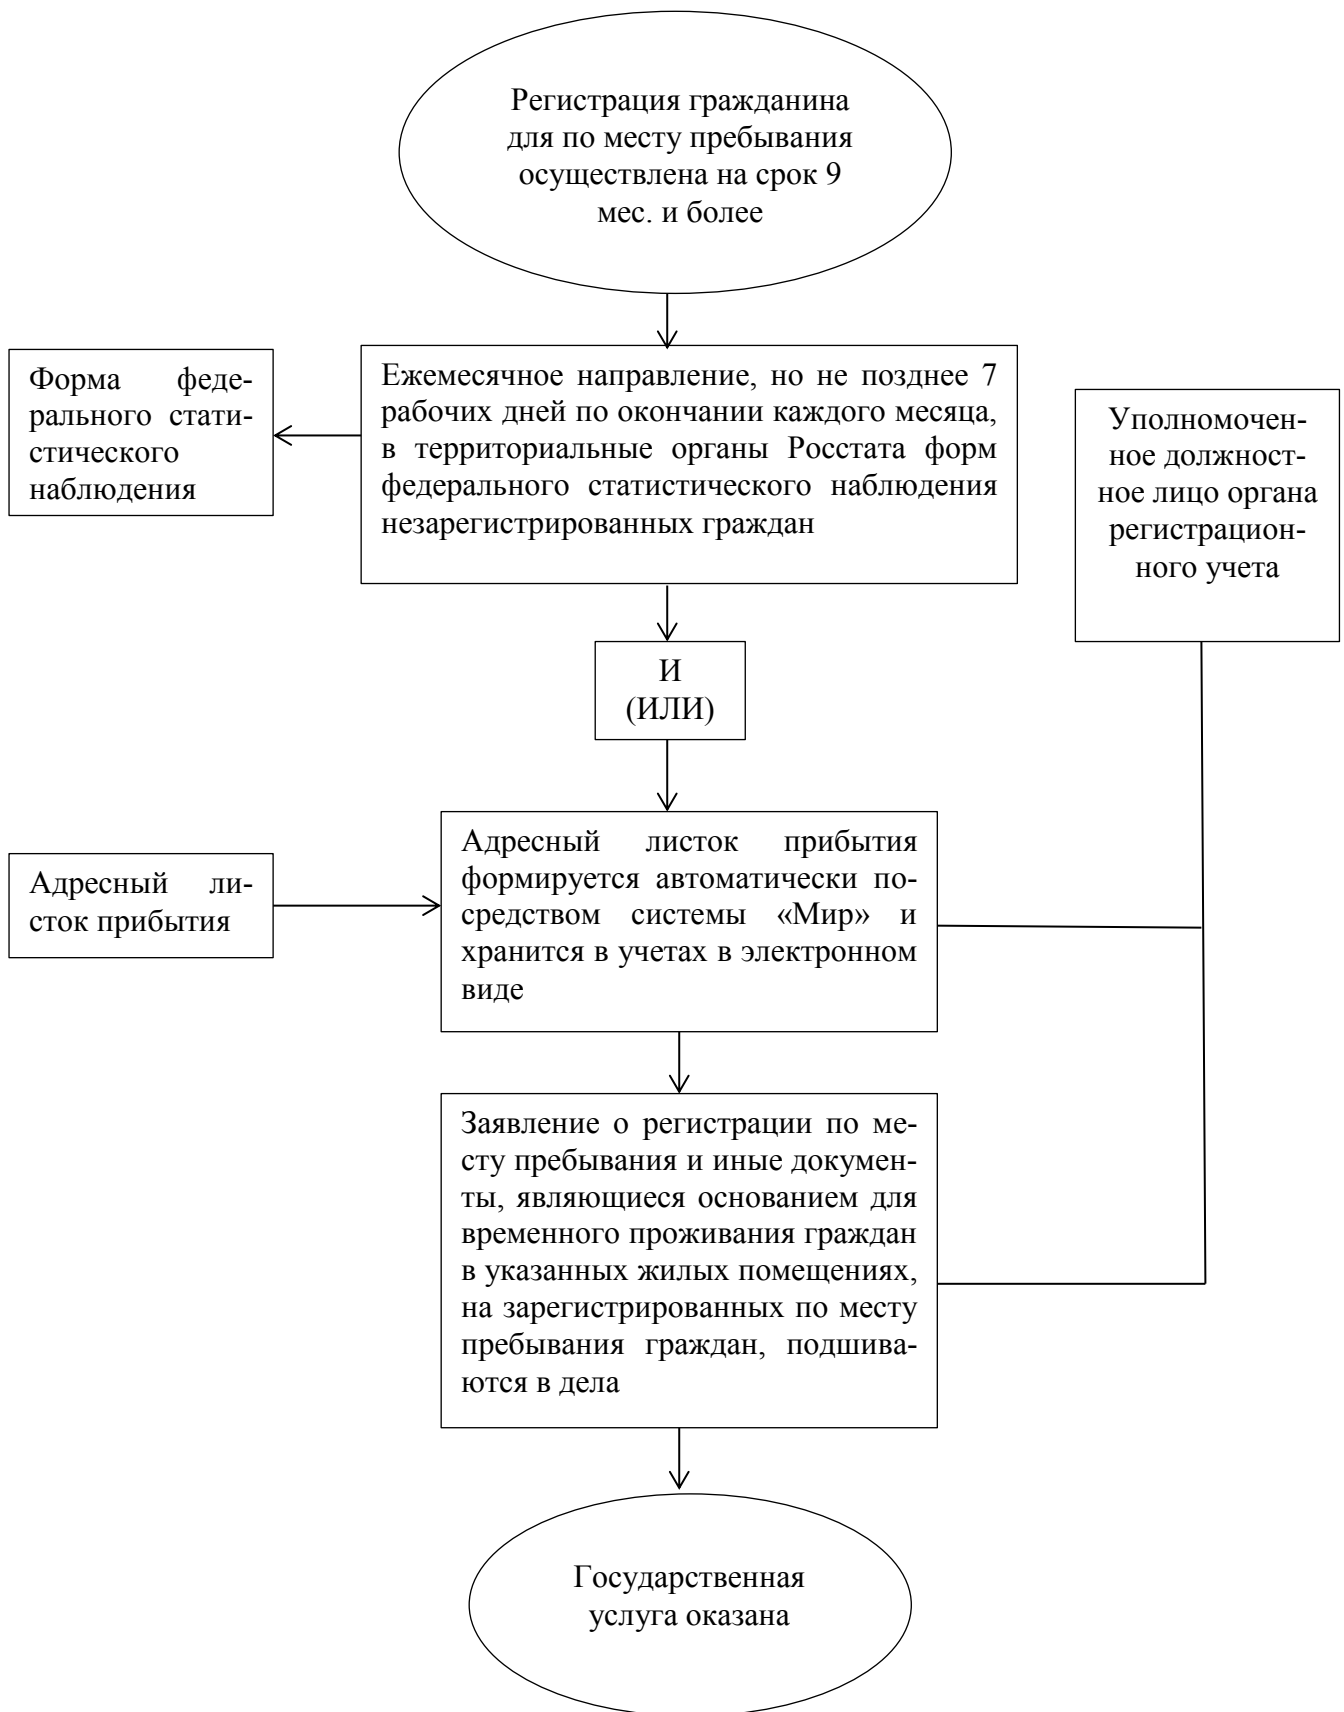 Регистрация гражданина
для по месту пребывания
осуществлена на срок 9
мес. и более
Форма феде-
рального стати-
стического
наблюдения
Ежемесячное направление, но не позднее 7
рабочих дней по окончании каждого месяца,
в территориальные органы Росстата форм
федерального статистического наблюдения
незарегистрированных граждан
Уполномочен-
ное должност-
ное лицо органа
регистрацион-
ного учета
И
(ИЛИ)
Адресный ли-
сток прибытия
Адресный листок прибытия
формируется автоматически по-
средством системы «Мир» и
хранится в учетах в электронном
виде
Заявление о регистрации по ме-
сту пребывания и иные докумен-
ты, являющиеся основанием для
временного проживания граждан
в указанных жилых помещениях,
на зарегистрированных по месту
пребывания граждан, подшива-
ются в дела
Государственная
услуга оказана